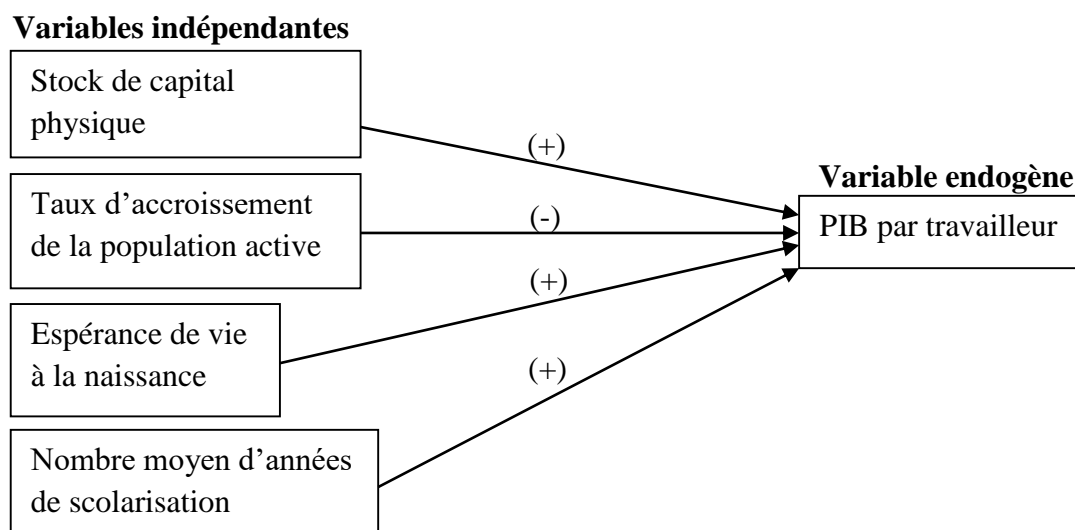 Variables indépendantes
Stock de capital
physique
(+)
Variable endogène
Taux d’accroissement
de la population active
(-)
PIB par travailleur
(+)
Espérance de vie
à la naissance
(+)
Nombre moyen d’années
de scolarisation